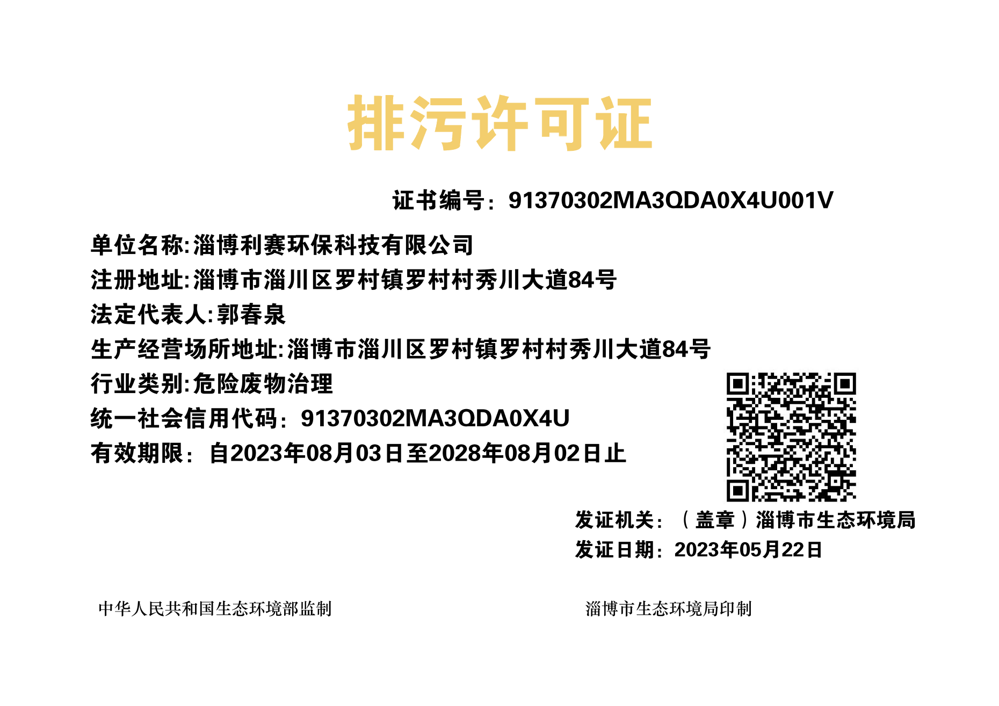 排污许可证
证书编号：91370302MA3QDA0X4U001V
单位名称:淄博利赛环保科技有限公司
注册地址:淄博市淄川区罗村镇罗村村秀川大道84号
法定代表人:郭春泉
生产经营场所地址:淄博市淄川区罗村镇罗村村秀川大道84号
行业类别:危险废物治理
统一社会信用代码：91370302MA3QDA0X4U
有效期限：自2023年08月03日至2028年08月02日止
发证机关：（盖章）淄博市生态环境局
发证日期：2023年05月22日
中华人民共和国生态环境部监制
淄博市生态环境局印制